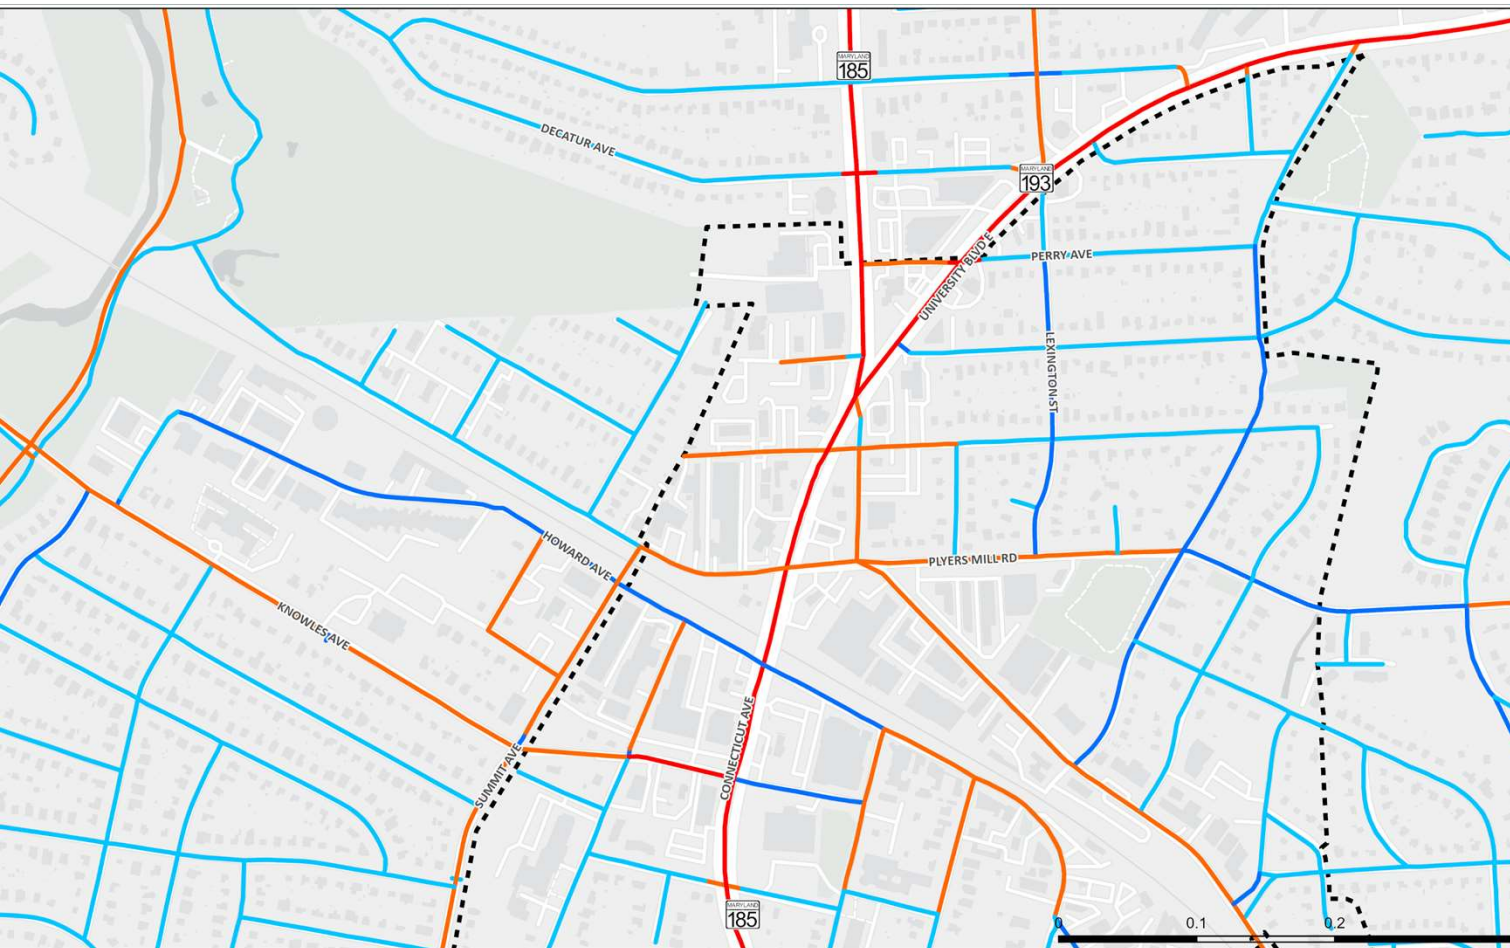 MARYLAND
185
DECATUR AVE
MARYLAND
193
UNIVERSITY BLVD E
PERRY AVE
LEXINGTON ST
HOWARD AVE
PLYERS MILL RD
KNOWLES AVE
CONNECTICUT AVE
SUMMIT AVE
MARYLAND
185
0 0.1 0.2